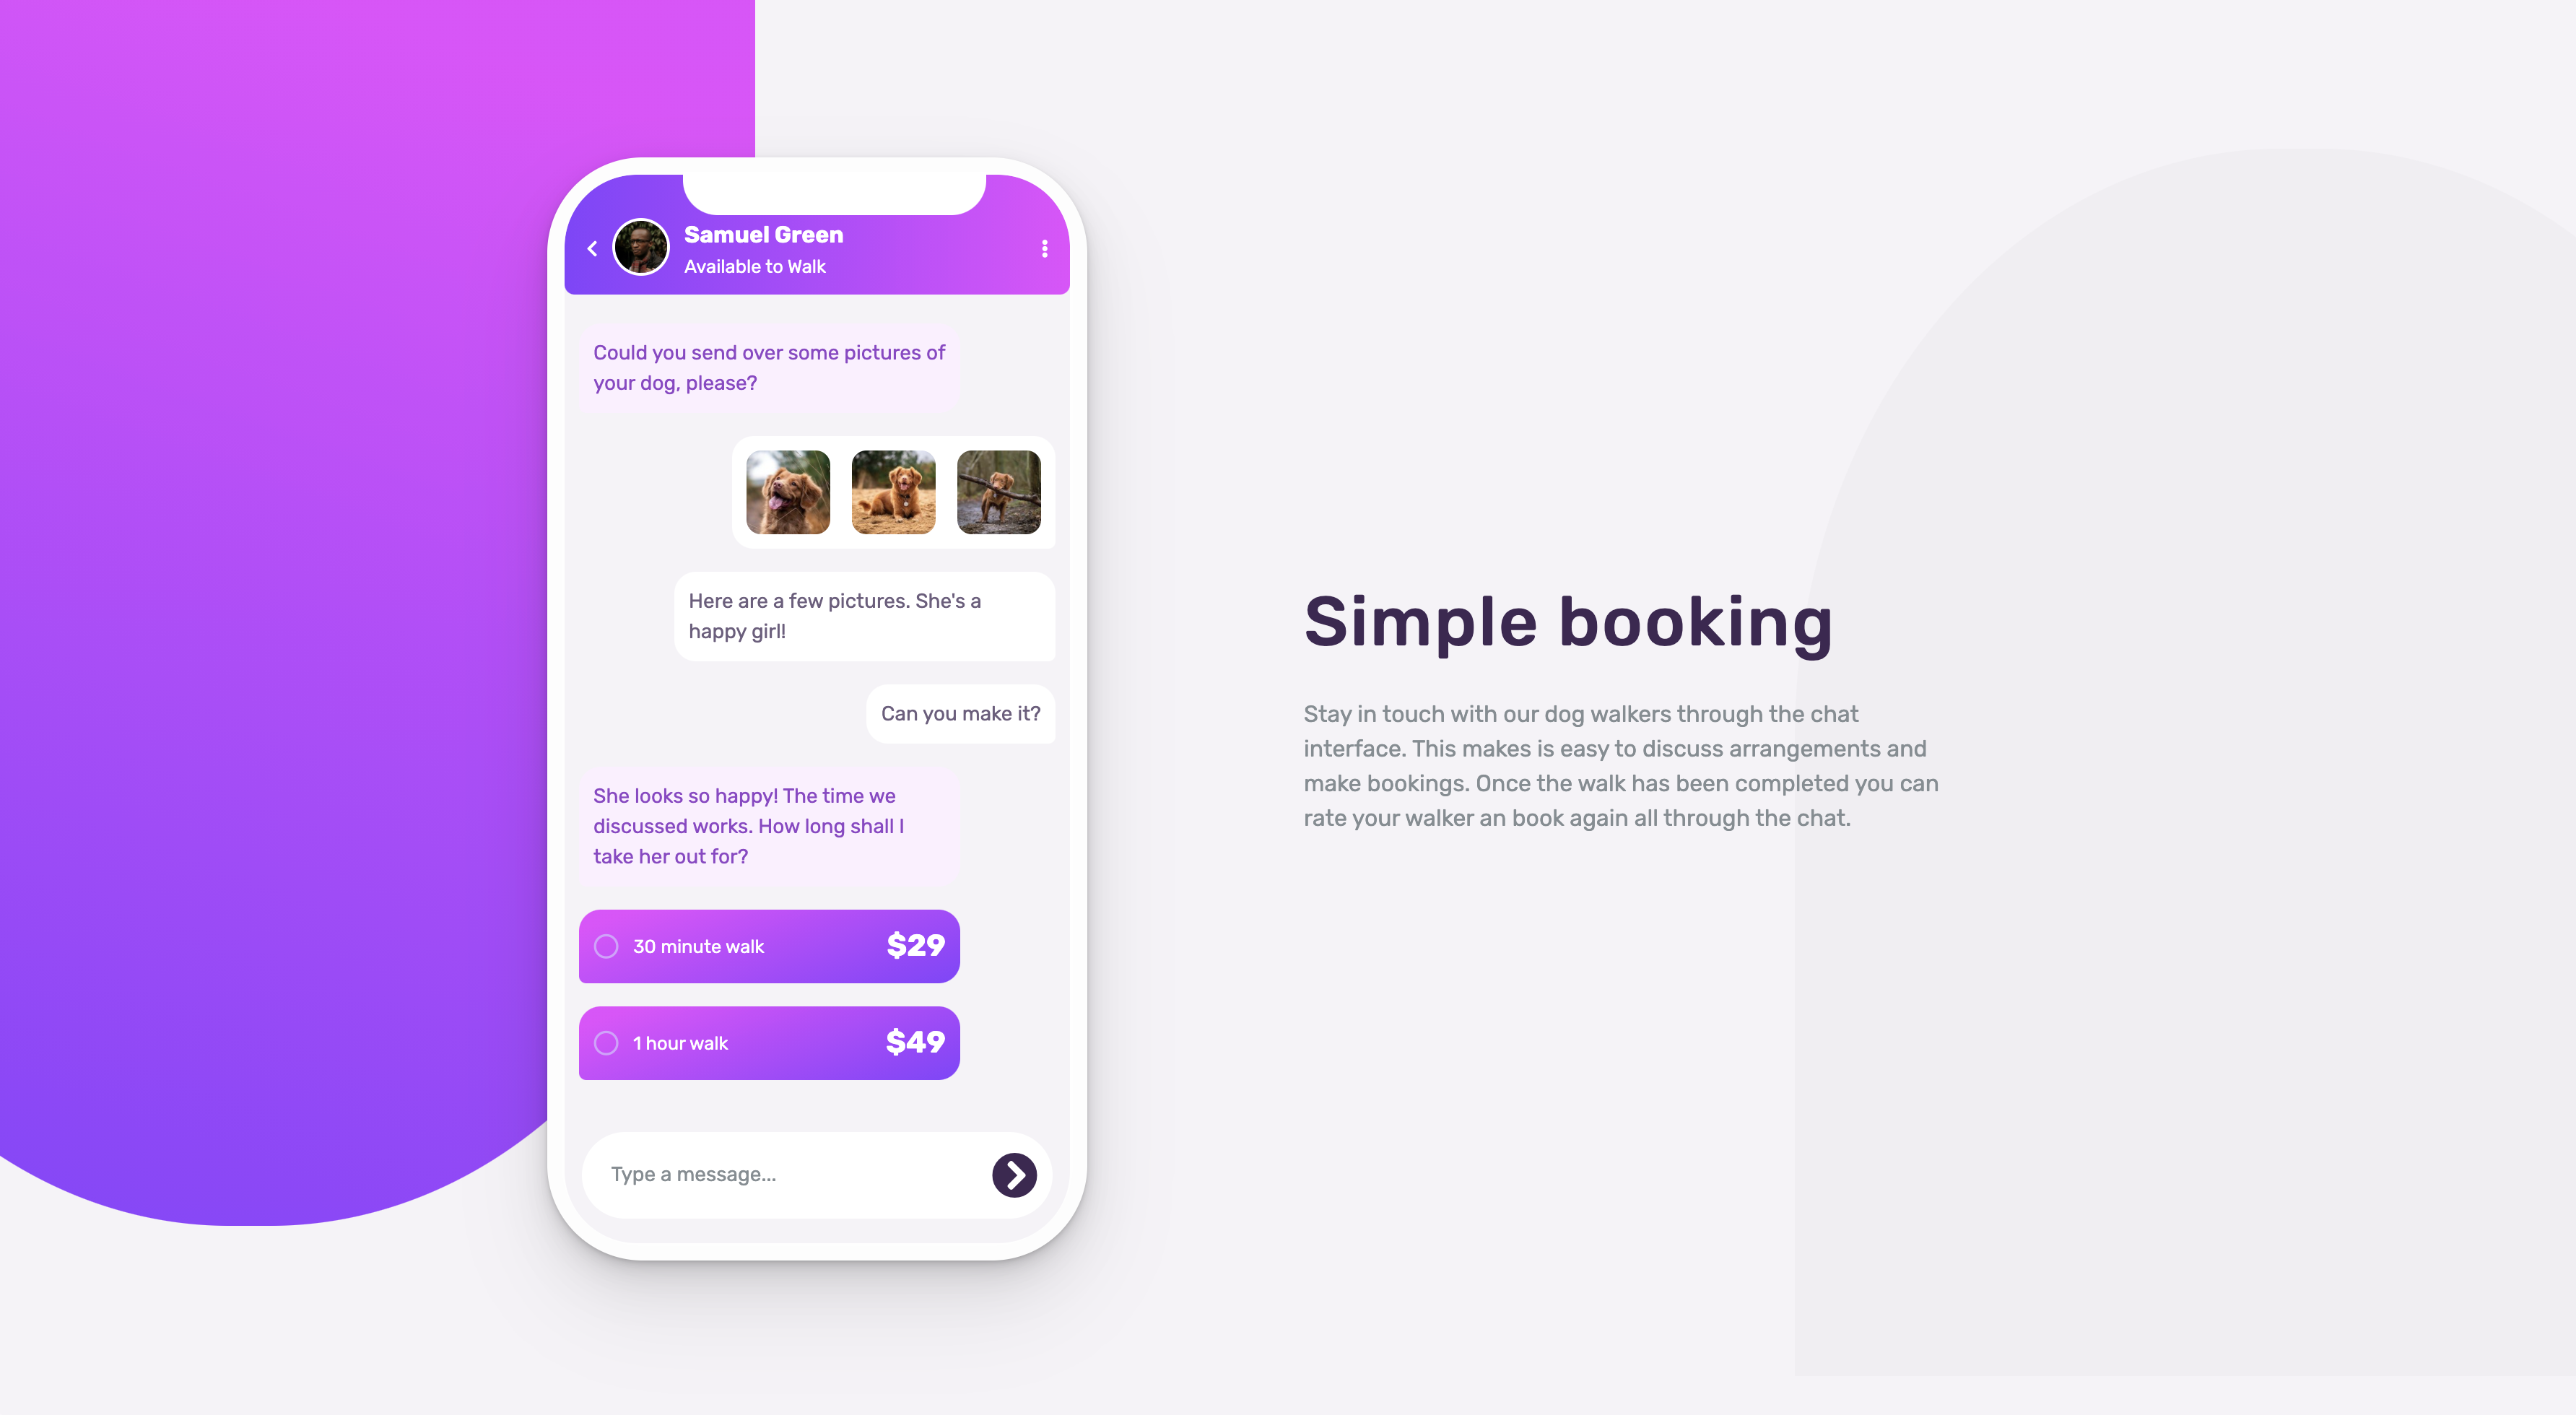 Samuel Green
Available to Walk
Could you send over some pictures of
your dog, please?
Here are a few pictures. She's a
happy girl!
Can you make it?
She looks so happy! The time we
discussed works. How long shall I
take her out for?
30 minute walk $29
1 hour walk $49
Type a message...
Simple booking
Stay in touch with our dog walkers through the chat
interface. This makes is easy to discuss arrangements and
make bookings. Once the walk has been completed you can
rate your walker an book again all through the chat.